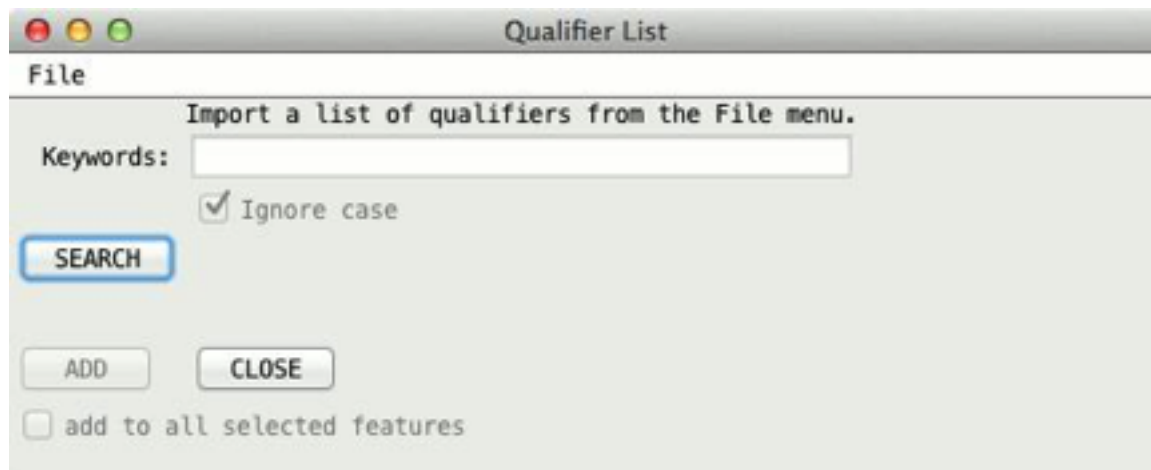 Qualifier List
File
Import a list of qualifiers from the File menu.
Keywords:
Ignore case
SEARCH
ADD CLOSE
add to all selected features